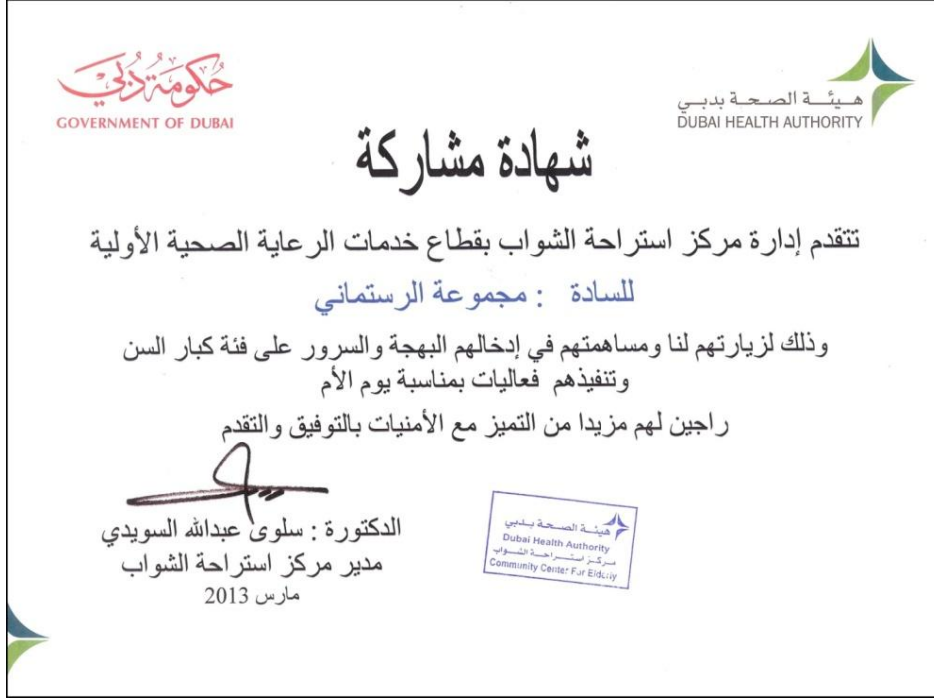 حكومة دبي
GOVERNMENT OF DUBAI
هيئة الصحة بدبي
DUBAI HEALTH AUTHORITY
شهادة مشاركة
تتقدم إدارة مركز استراحة الشواب بقطاع خدمات الرعاية الصحية الأولية
للسادة : مجموعة الرستماني
وذلك لزيارتهم لنا ومساهمتهم في إدخالهم البهجة والسرور على فئة كبار السن
وتنفيذهم فعاليات بمناسبة يوم الأم
راجين لهم مزيدا من التميز مع الأمنيات بالتوفيق والتقدم
الدكتورة : سلوى عبدالله السويدي
مدير مركز استراحة الشواب
مارس 2013
هيئة الصحة بدبي
Dubai Health Authority
مركز استراحة الشواب
Community Center For Elderly